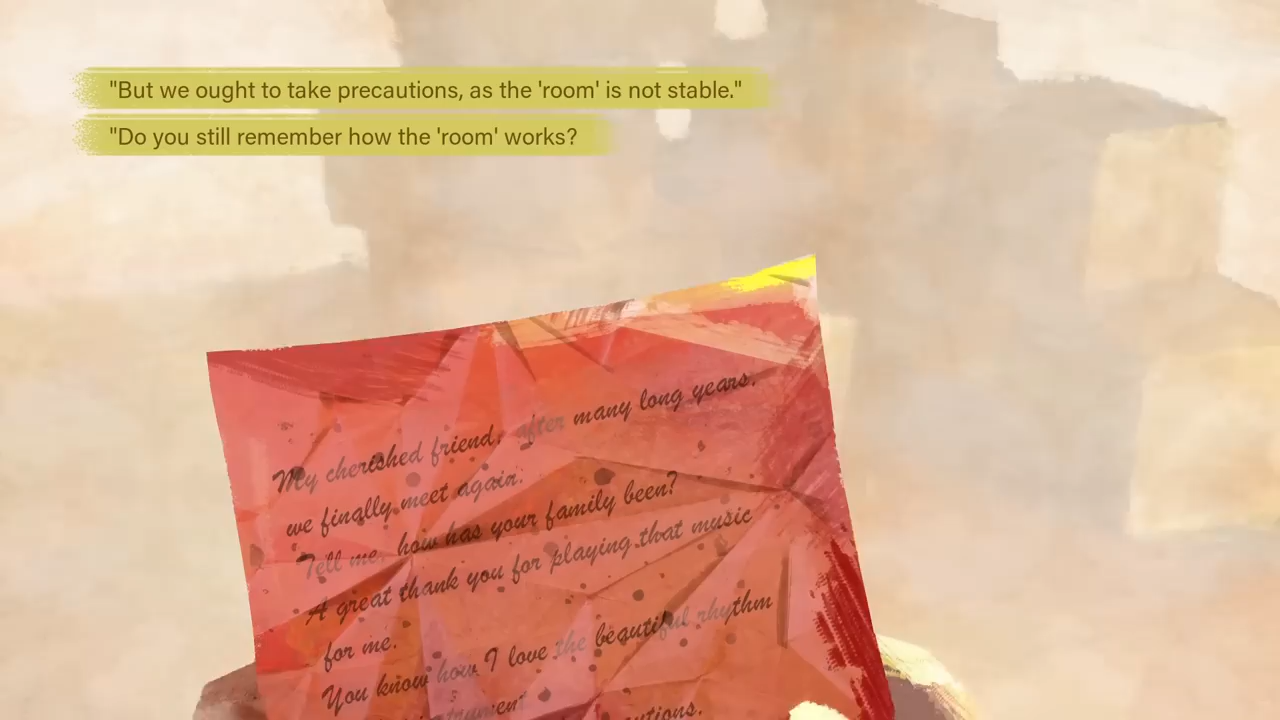 "But we ought to take precautions, as the 'room' is not stable."
"Do you still remember how the 'room' works?
My cherished friend, after many long years,
we finally meet again.
Tell me, how has your family been?
A great thank you for playing that music
for me.
You know how I love the beautiful rhythm